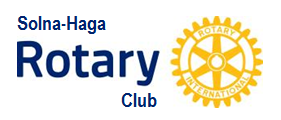 Solna-Haga
Rotary
Club
ROTARY
INTERNATIONAL